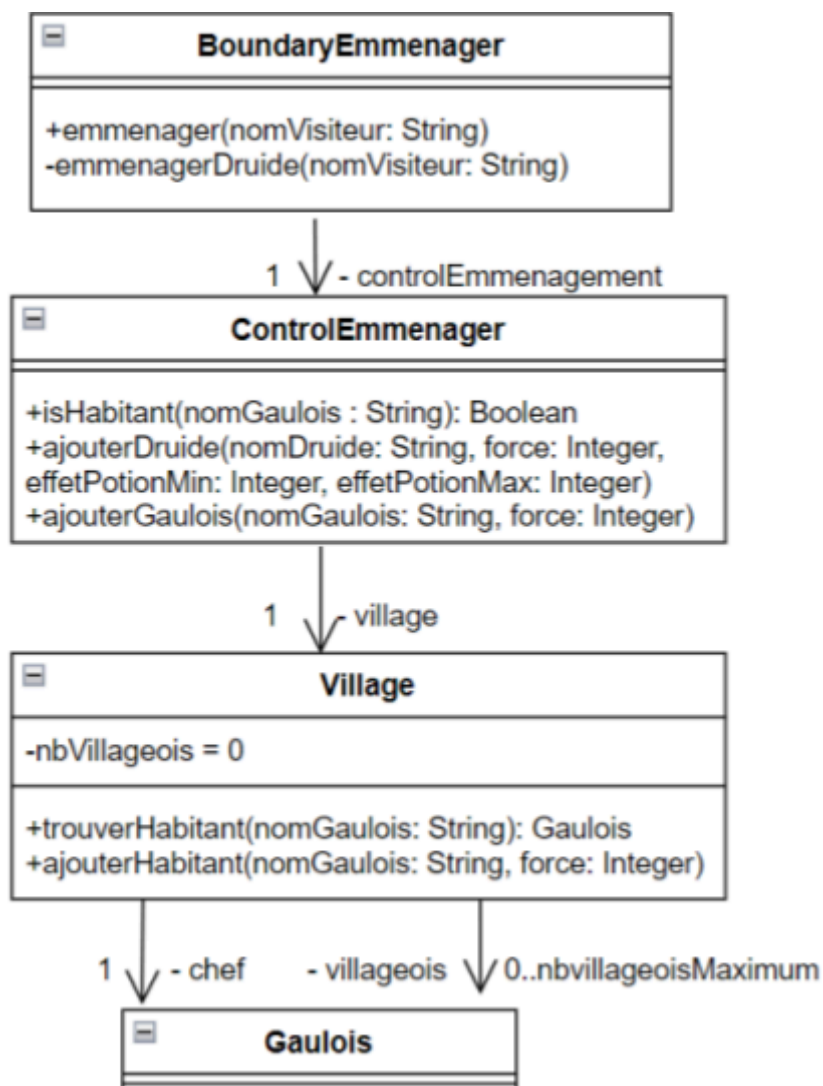 BoundaryEmmenager
+emmenager(nomVisiteur: String)
-emmenagerDruide(nomVisiteur: String)
1 - controlEmmenagement
ControlEmmenager
+isHabitant(nomGaulois : String): Boolean
+ajouterDruide(nomDruide: String, force: Integer,
effetPotionMin: Integer, effetPotionMax: Integer)
+ajouterGaulois(nomGaulois: String, force: Integer)
1 - village
Village
-nbVillageois = 0
+trouverHabitant(nomGaulois: String): Gaulois
+ajouterHabitant(nomGaulois: String, force: Integer)
1 - chef - villageois 0..nbvillageoisMaximum
Gaulois